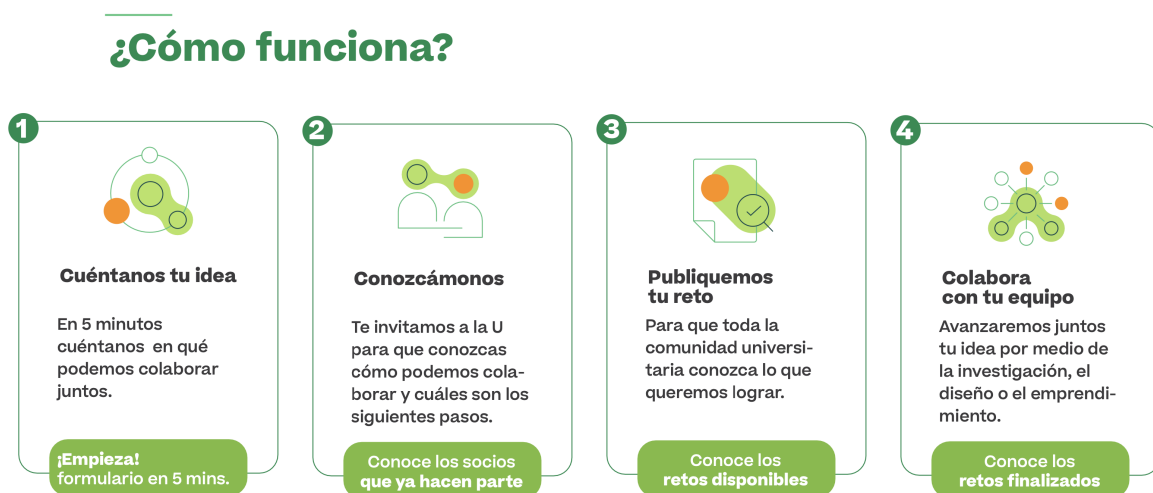 ¿Cómo funciona?
1
Cuéntanos tu idea
En 5 minutos
cuéntanos en qué
podemos colaborar
juntos.
¡Empieza!
formulario en 5 mins.
2
Conozcámonos
Te invitamos a la U
para que conozcas
cómo podemos cola-
borar y cuáles son los
siguientes pasos.
Conoce los socios
que ya hacen parte
3
Publiquemos
tu reto
Para que toda la
comunidad universi-
taria conozca lo que
queremos lograr.
Conoce los
retos disponibles
4
Colabora
con tu equipo
Avanzaremos juntos
tu idea por medio de
la investigación, el
diseño o el emprendi-
miento.
Conoce los
retos finalizados